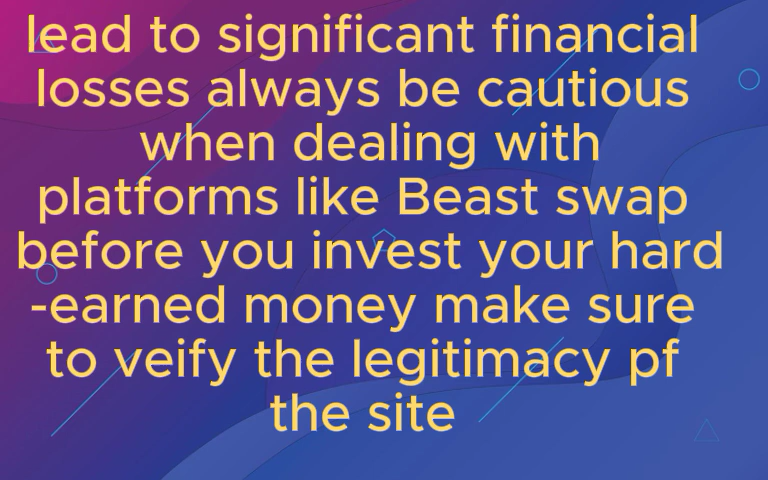 lead to significant financial
losses always be cautious
when dealing with
platforms like Beast swap
before you invest your hard
-earned money make sure
to veify the legitimacy pf
the site